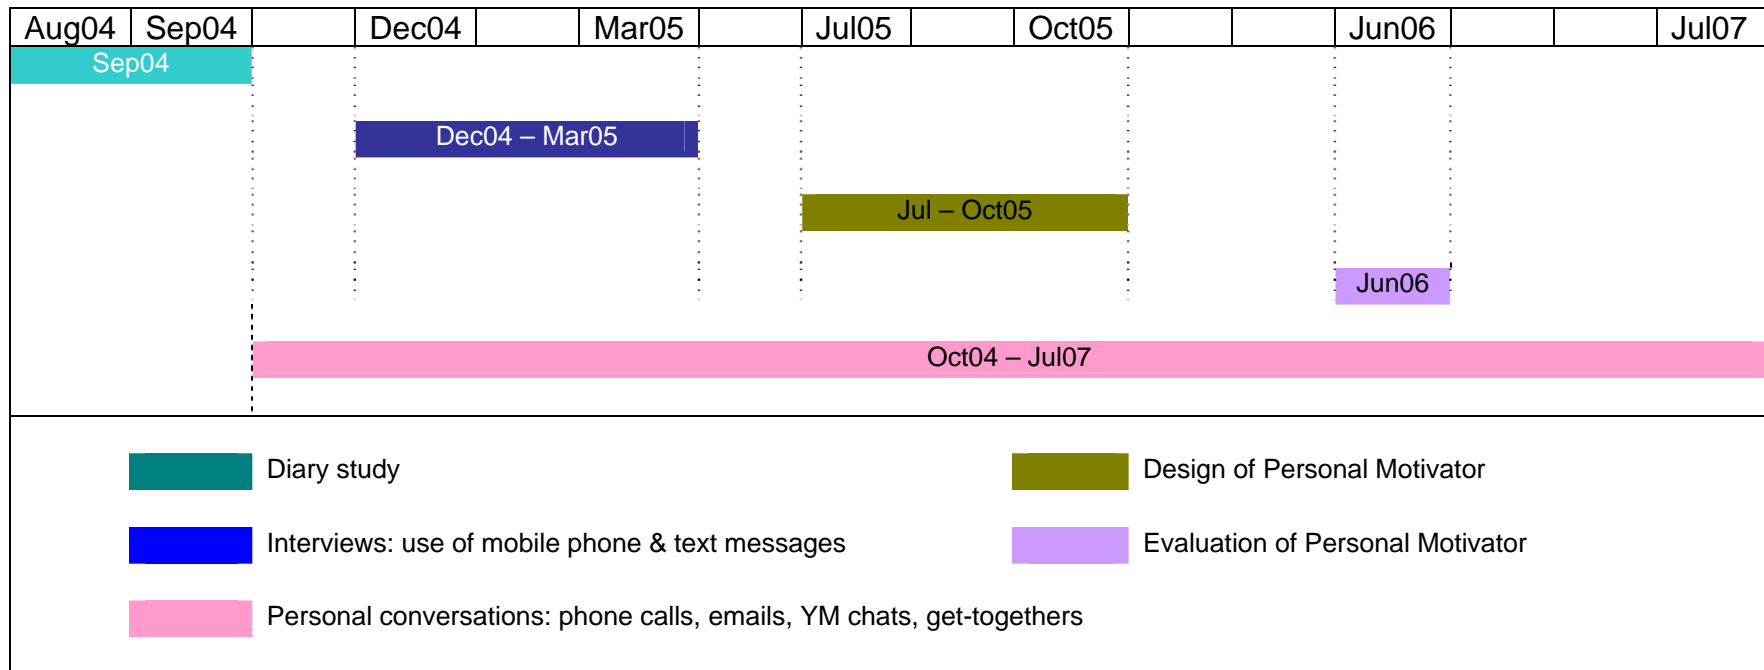 Aug04 Sep04 Dec04 Mar05 Jul05 Oct05 Jun06 Jul07
Sep04
Dec04 – Mar05
Jul – Oct05
Jun06
Oct04 – Jul07
Diary study
Design of Personal Motivator
Interviews: use of mobile phone & text messages
Evaluation of Personal Motivator
Personal conversations: phone calls, emails, YM chats, get-togethers